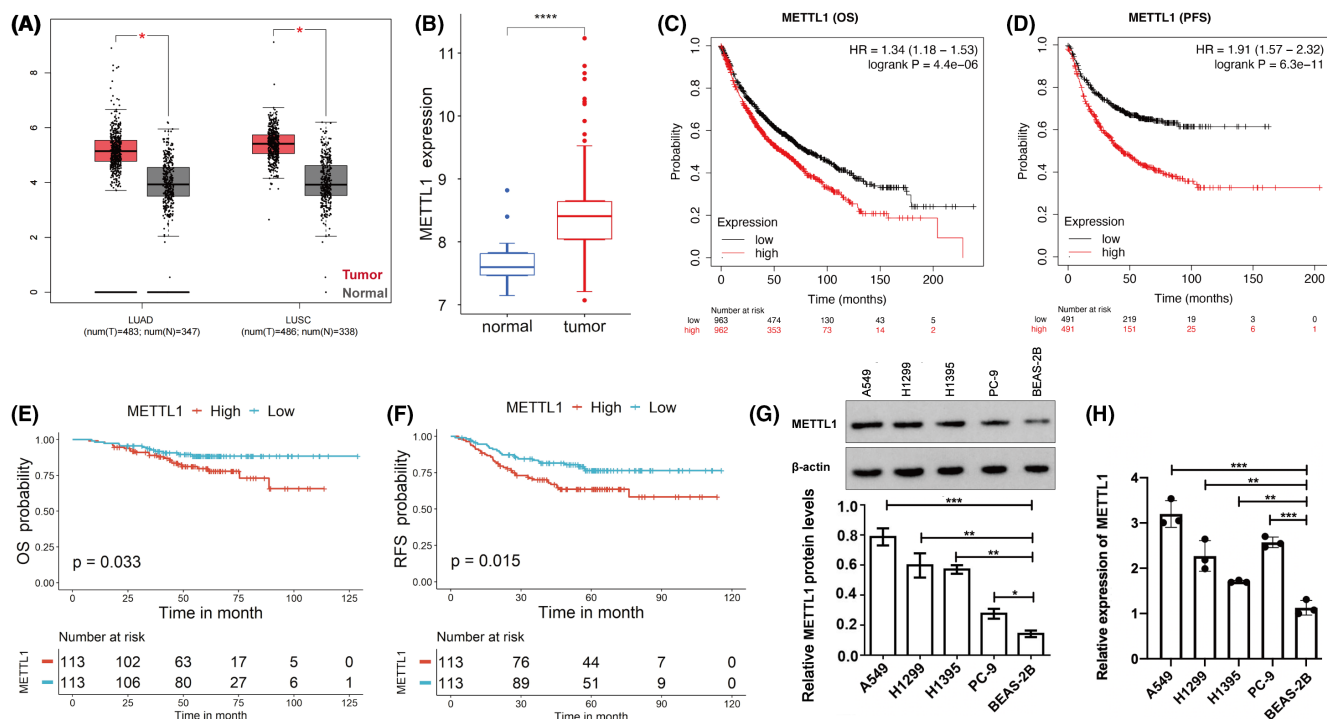 (A)
*
*
8
6
4
2
0
Tumor
Normal
LUAD
(num(T)=483; num(N)=347)
LUSC
(num(T)=486; num(N)=338)
(B)
****
METTL1 expression
11
10
9
8
7
normal
tumor
(C)
METTL1 (OS)
HR = 1.34 (1.18 − 1.53)
logrank P = 4.4e−06
Probability
1.0
0.8
0.6
0.4
0.2
0.0
Expression
low
high
0 50 100 150 200
Time (months)
Number at risk
low 963 474 130 43 5
high 962 353 73 14 2
(D)
METTL1 (PFS)
HR = 1.91 (1.57 − 2.32)
logrank P = 6.3e−11
Probability
1.0
0.8
0.6
0.4
0.2
0.0
Expression
low
high
0 50 100 150 200
Time (months)
Number at risk
low 491 219 19 3 0
high 491 151 25 6 1
(E)
METTL1 High Low
OS probability
1.00
0.75
0.50
0.25
0.00
p = 0.033
0 25 50 75 100 125
Time in month
Number at risk
METTL1
113 102 63 17 5 0
113 106 80 27 6 1
0 25 50 75 100 125
Time in month
(F)
METTL1 High Low
RFS probability
1.00
0.75
0.50
0.25
0.00
p = 0.015
0 30 60 90 120
Time in month
Number at risk
METTL1
113 76 44 7 0
113 89 51 9 0
0 30 60 90 120
Time in month
(G)
A549 H1299 H1395 PC-9 BEAS-2B
METTL1
β-actin
Relative METTL1 protein levels
1.0
0.8
0.6
0.4
0.2
0.0
***
**
**
*
A549 H1299 H1395 PC-9 BEAS-2B
(H)
Relative expression of METTL1
4
3
2
1
0
***
**
**
***
A549 H1299 H1395 PC-9 BEAS-2B